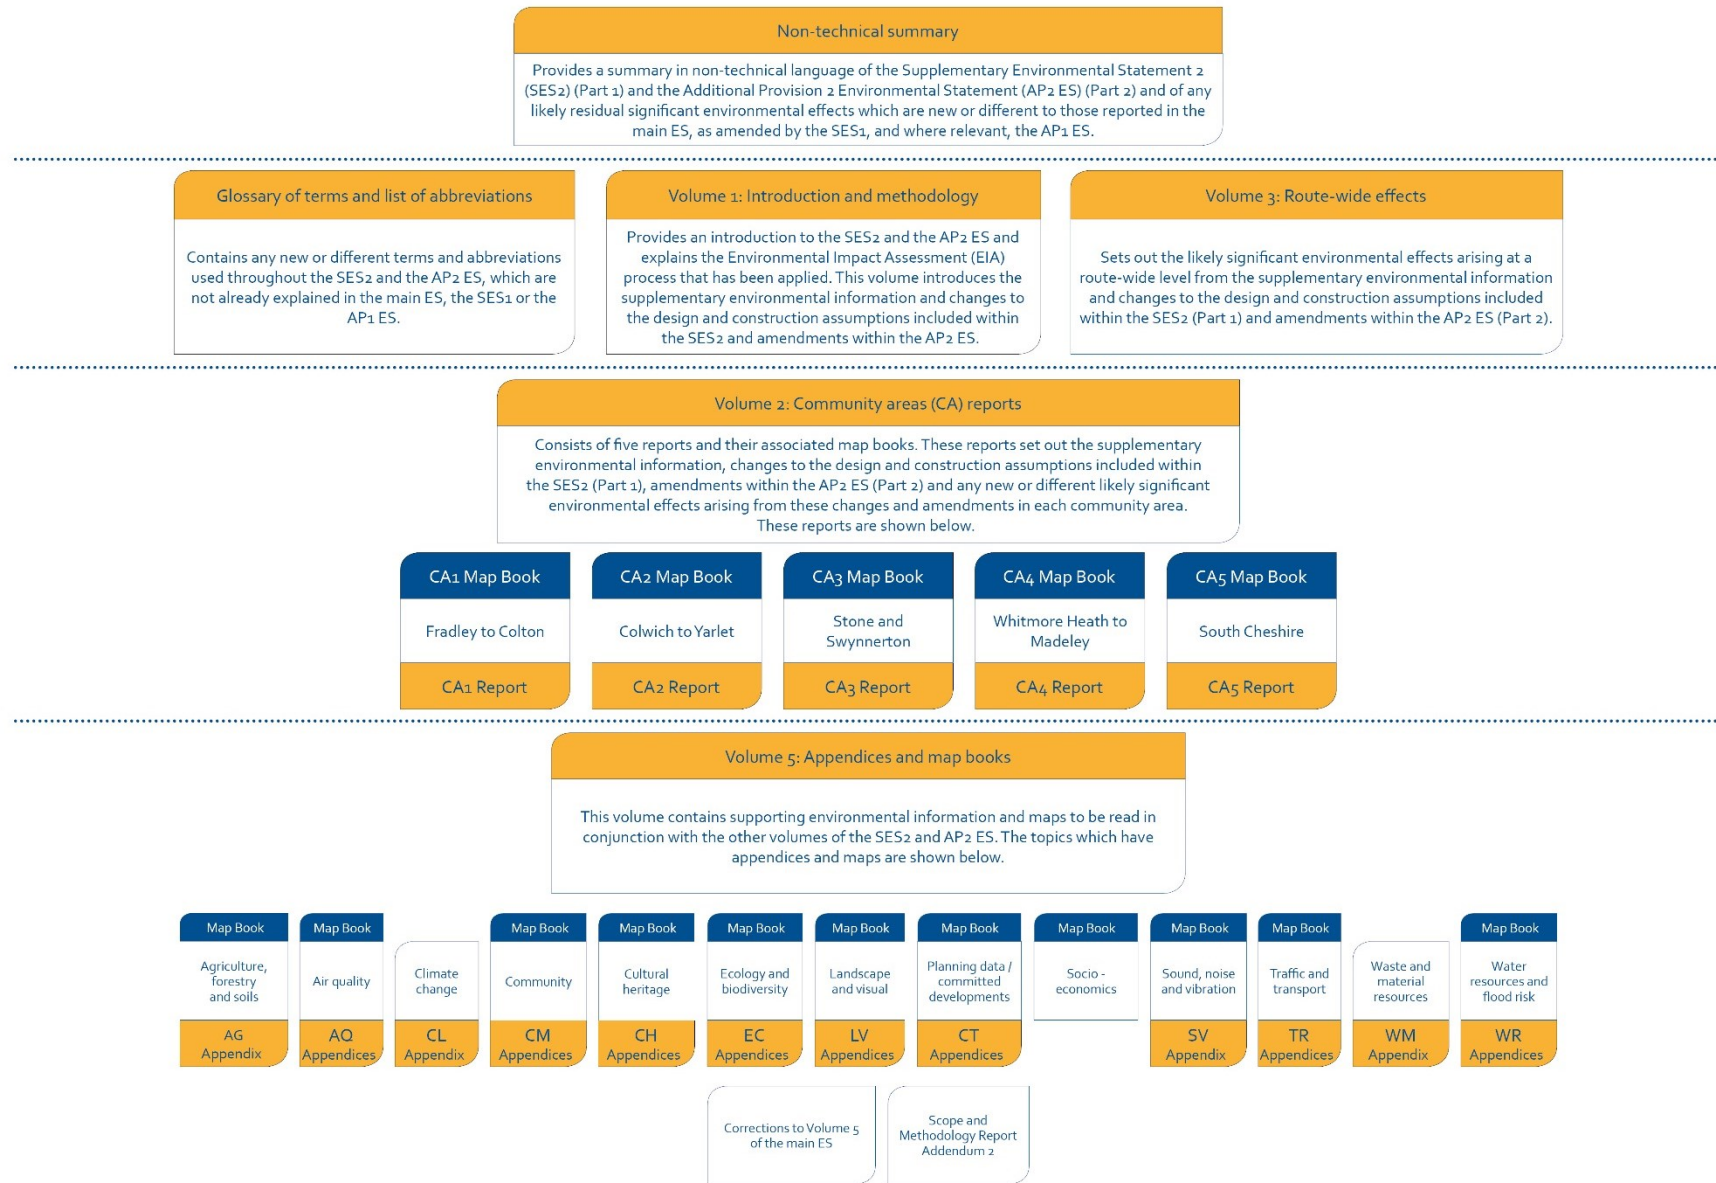 Non-technical summary
Provides a summary in non-technical language of the Supplementary Environmental Statement 2
(SES2) (Part 1) and the Additional Provision 2 Environmental Statement (AP2 ES) (Part 2) and of any
likely residual significant environmental effects which are new or different to those reported in the
main ES, as amended by the SES1, and where relevant, the AP1 ES.
Glossary of terms and list of abbreviations
Contains any new or different terms and abbreviations
used throughout the SES2 and the AP2 ES, which are
not already explained in the main ES, the SES1 or the
AP1 ES.
Volume 1: Introduction and methodology
Provides an introduction to the SES2 and the AP2 ES and
explains the Environmental Impact Assessment (EIA)
process that has been applied. This volume introduces the
supplementary environmental information and changes to
the design and construction assumptions included within
the SES2 and amendments within the AP2 ES.
Volume 3: Route-wide effects
Sets out the likely significant environmental effects arising at a
route-wide level from the supplementary environmental information
and changes to the design and construction assumptions included
within the SES2 (Part 1) and amendments within the AP2 ES (Part 2).
Volume 2: Community areas (CA) reports
Consists of five reports and their associated map books. These reports set out the supplementary
environmental information, changes to the design and construction assumptions included within
the SES2 (Part 1), amendments within the AP2 ES (Part 2) and any new or different likely significant
environmental effects arising from these changes and amendments in each community area.
These reports are shown below.
CA1 Map Book
Fradley to Colton
CA1 Report
CA2 Map Book
Colwich to Yarlet
CA2 Report
CA3 Map Book
Stone and
Swynnerton
CA3 Report
CA4 Map Book
Whitmore Heath to
Madeley
CA4 Report
CA5 Map Book
South Cheshire
CA5 Report
Volume 5: Appendices and map books
This volume contains supporting environmental information and maps to be read in
conjunction with the other volumes of the SES2 and AP2 ES. The topics which have
appendices and maps are shown below.
Map Book
Agriculture,
forestry
and soils
AG
Appendix
Map Book
Air quality
AQ
Appendices
Climate
change
CL
Appendix
Map Book
Community
CM
Appendices
Map Book
Cultural
heritage
CH
Appendices
Map Book
Ecology and
biodiversity
EC
Appendices
Map Book
Landscape
and visual
LV
Appendices
Map Book
Planning data /
committed
developments
CT
Appendices
Map Book
Socio -
economics
Map Book
Sound, noise
and vibration
SV
Appendix
Map Book
Traffic and
transport
TR
Appendices
Waste and
material
resources
WM
Appendix
Map Book
Water
resources and
flood risk
WR
Appendices
Corrections to Volume 5
of the main ES
Scope and
Methodology Report
Addendum 2